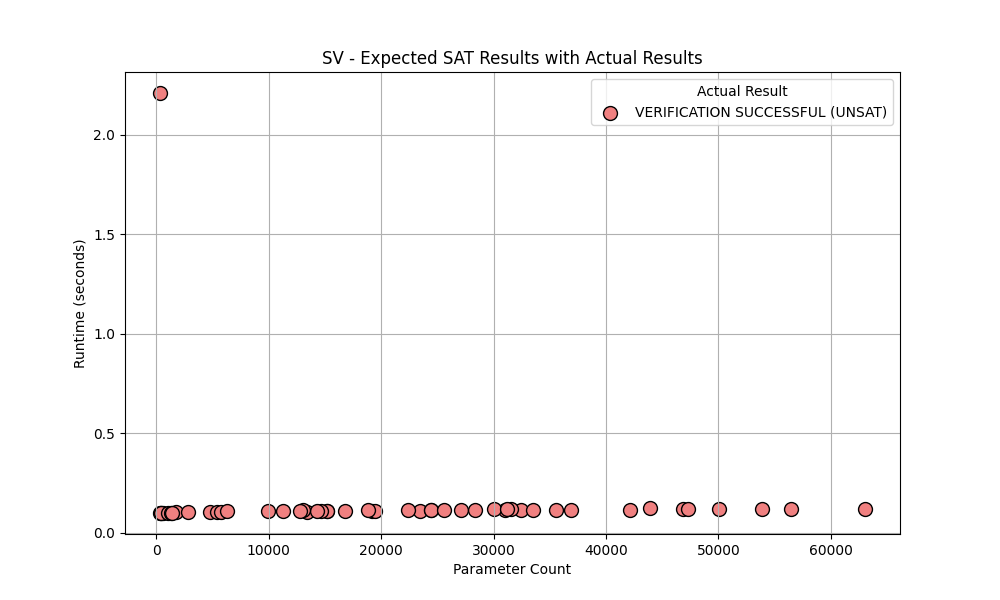 SV - Expected SAT Results with Actual Results
Actual Result
VERIFICATION SUCCESSFUL (UNSAT)
Runtime (seconds)
2.0
1.5
1.0
0.5
0.0
0
10000
20000
30000
40000
50000
60000
Parameter Count